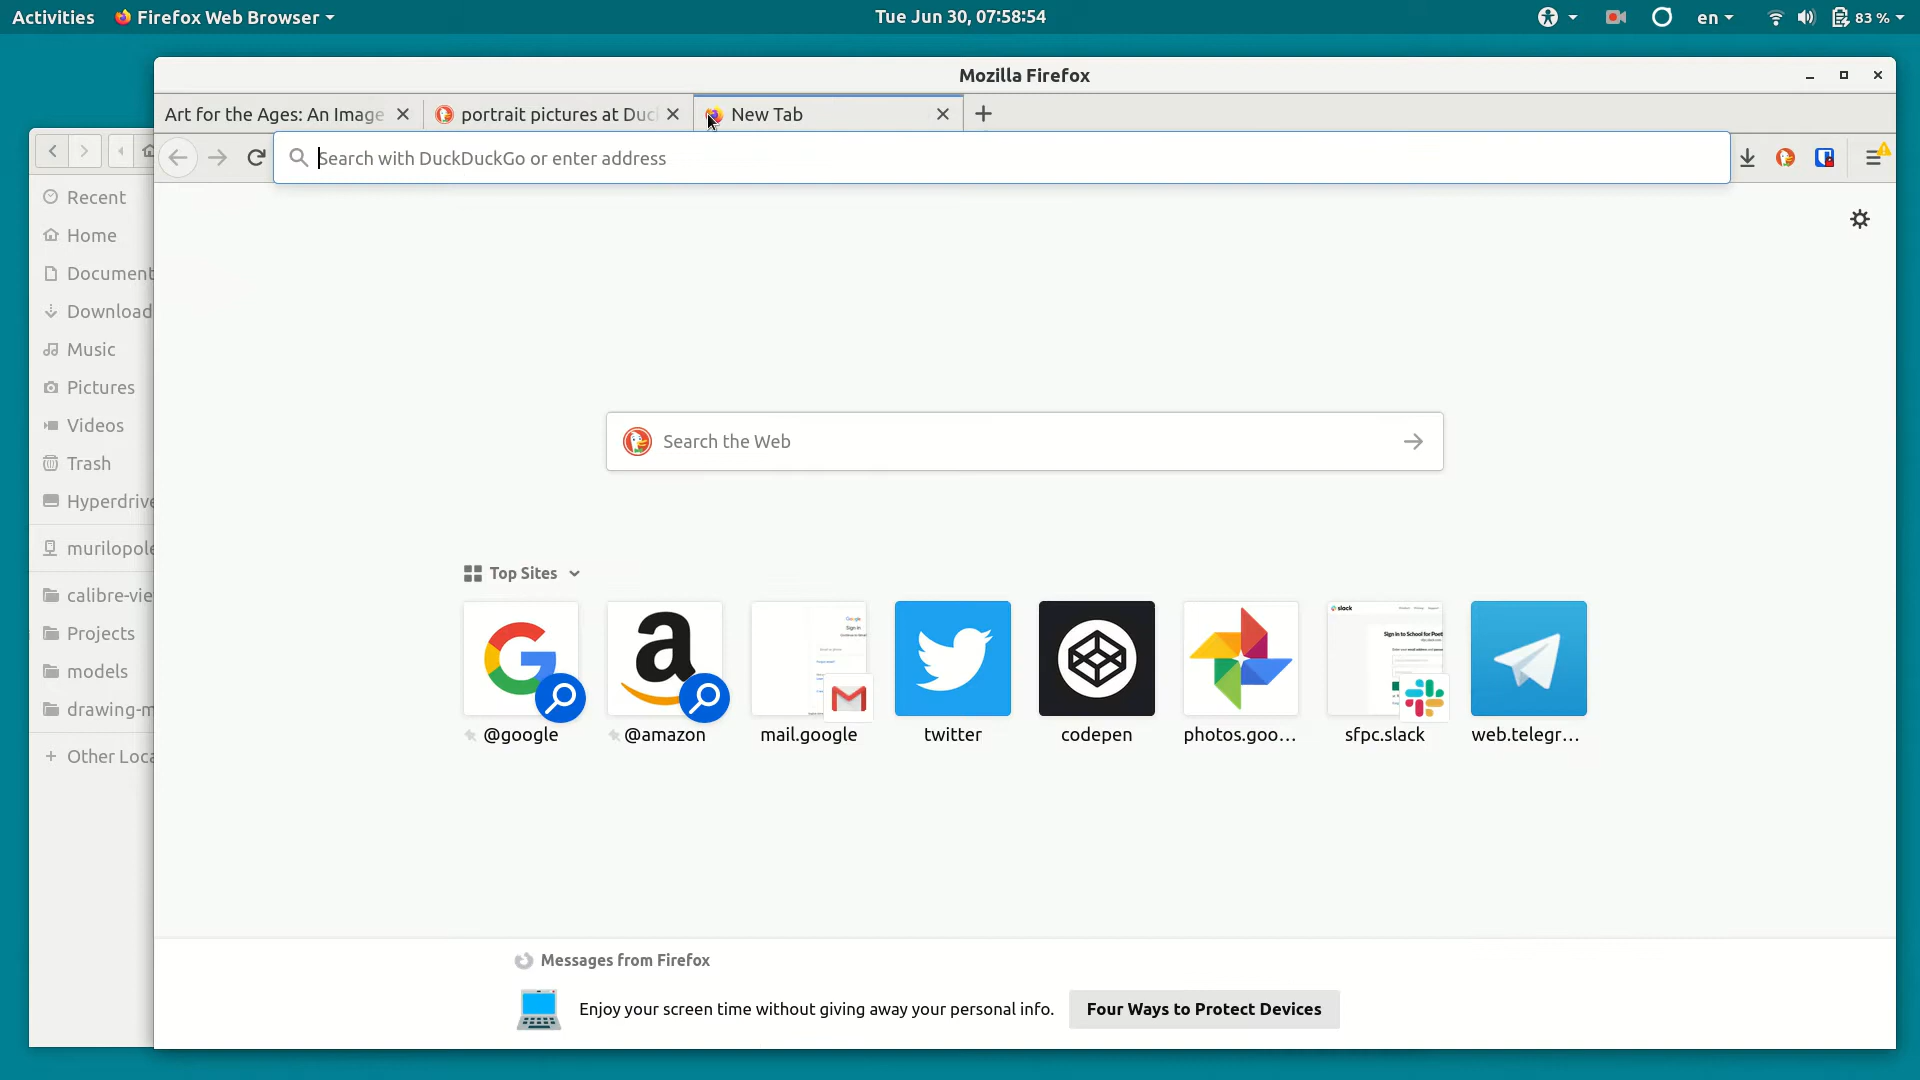 Activities Firefox Web Browser Tue Jun 30, 07:58:54 en 83 %
Mozilla Firefox
Art for the Ages: An Image portrait pictures at Duc New Tab
Search with DuckDuckGo or enter address
Recent
Home
Document
Download
Music
Pictures
Videos
Trash
Hyperdrive
murilopole
calibre-vie
Projects
models
drawing-m
Other Loca
Search the Web
Top Sites
@google @amazon mail.google twitter codepen photos.goo... sfpc.slack web.telegr...
Messages from Firefox
Enjoy your screen time without giving away your personal info. Four Ways to Protect Devices